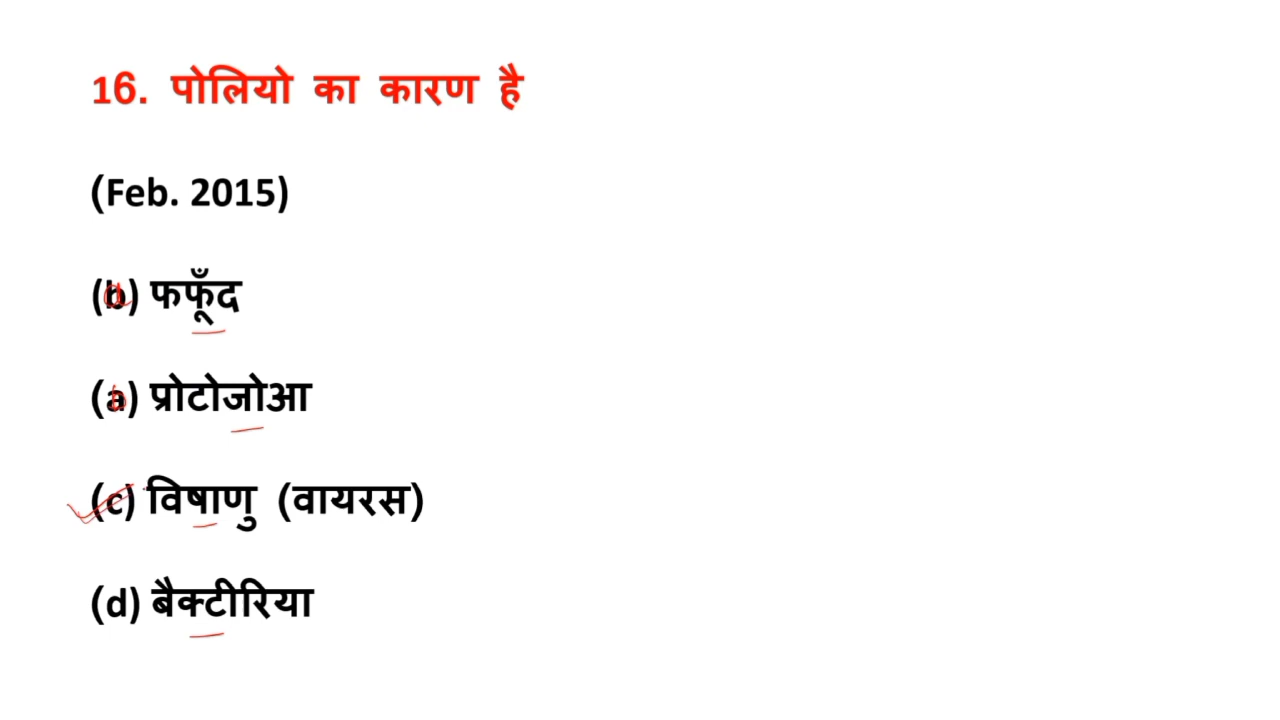 16. पोलियो का कारण है
(Feb. 2015)
(b) फफूँद
(a) प्रोटोजोआ
(c) विषाणु (वायरस)
(d) बैक्टीरिया